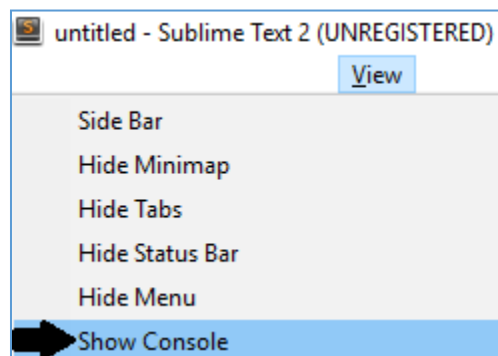 untitled - Sublime Text 2 (UNREGISTERED)
View
Side Bar
Hide Minimap
Hide Tabs
Hide Status Bar
Hide Menu
Show Console